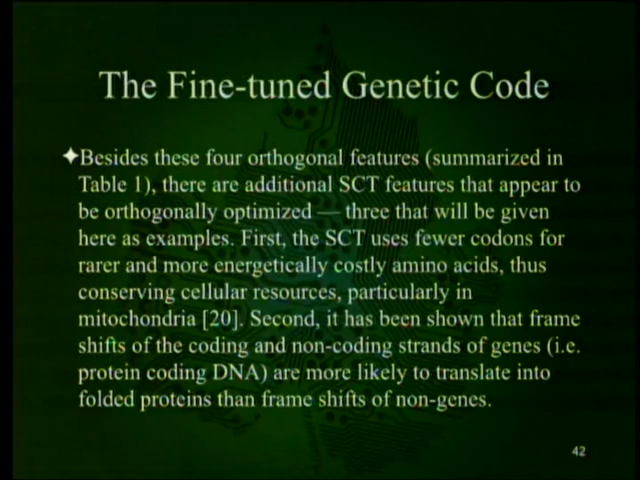 The Fine-tuned Genetic Code
✦Besides these four orthogonal features (summarized in
Table 1), there are additional SCT features that appear to
be orthogonally optimized — three that will be given
here as examples. First, the SCT uses fewer codons for
rarer and more energetically costly amino acids, thus
conserving cellular resources, particularly in
mitochondria [20]. Second, it has been shown that frame
shifts of the coding and non-coding strands of genes (i.e.
protein coding DNA) are more likely to translate into
folded proteins than frame shifts of non-genes.
42